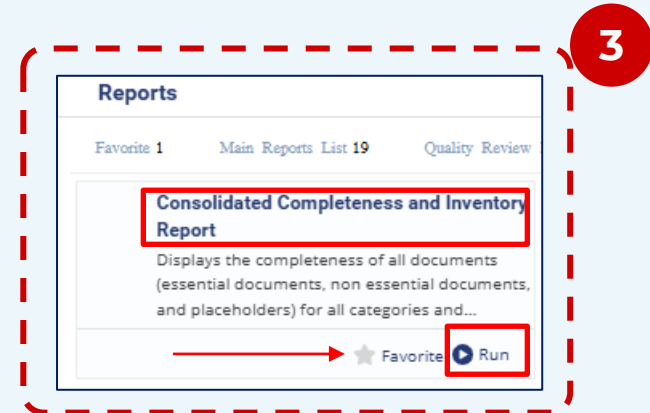 3
Reports
Favorite 1 Main Reports List 19 Quality Review
Consolidated Completeness and Inventory
Report
Displays the completeness of all documents
(essential documents, non essential documents,
and placeholders) for all categories and...
Favorite Run